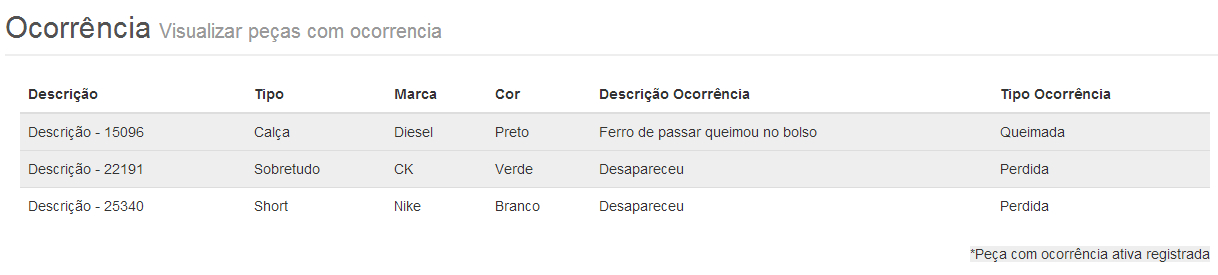 Ocorrência Visualizar peças com ocorrencia
Descrição Tipo Marca Cor Descrição Ocorrência Tipo Ocorrência
Descrição - 15096 Calça Diesel Preto Ferro de passar queimou no bolso Queimada
Descrição - 22191 Sobretudo CK Verde Desapareceu Perdida
Descrição - 25340 Short Nike Branco Desapareceu Perdida
*Peça com ocorrência ativa registrada